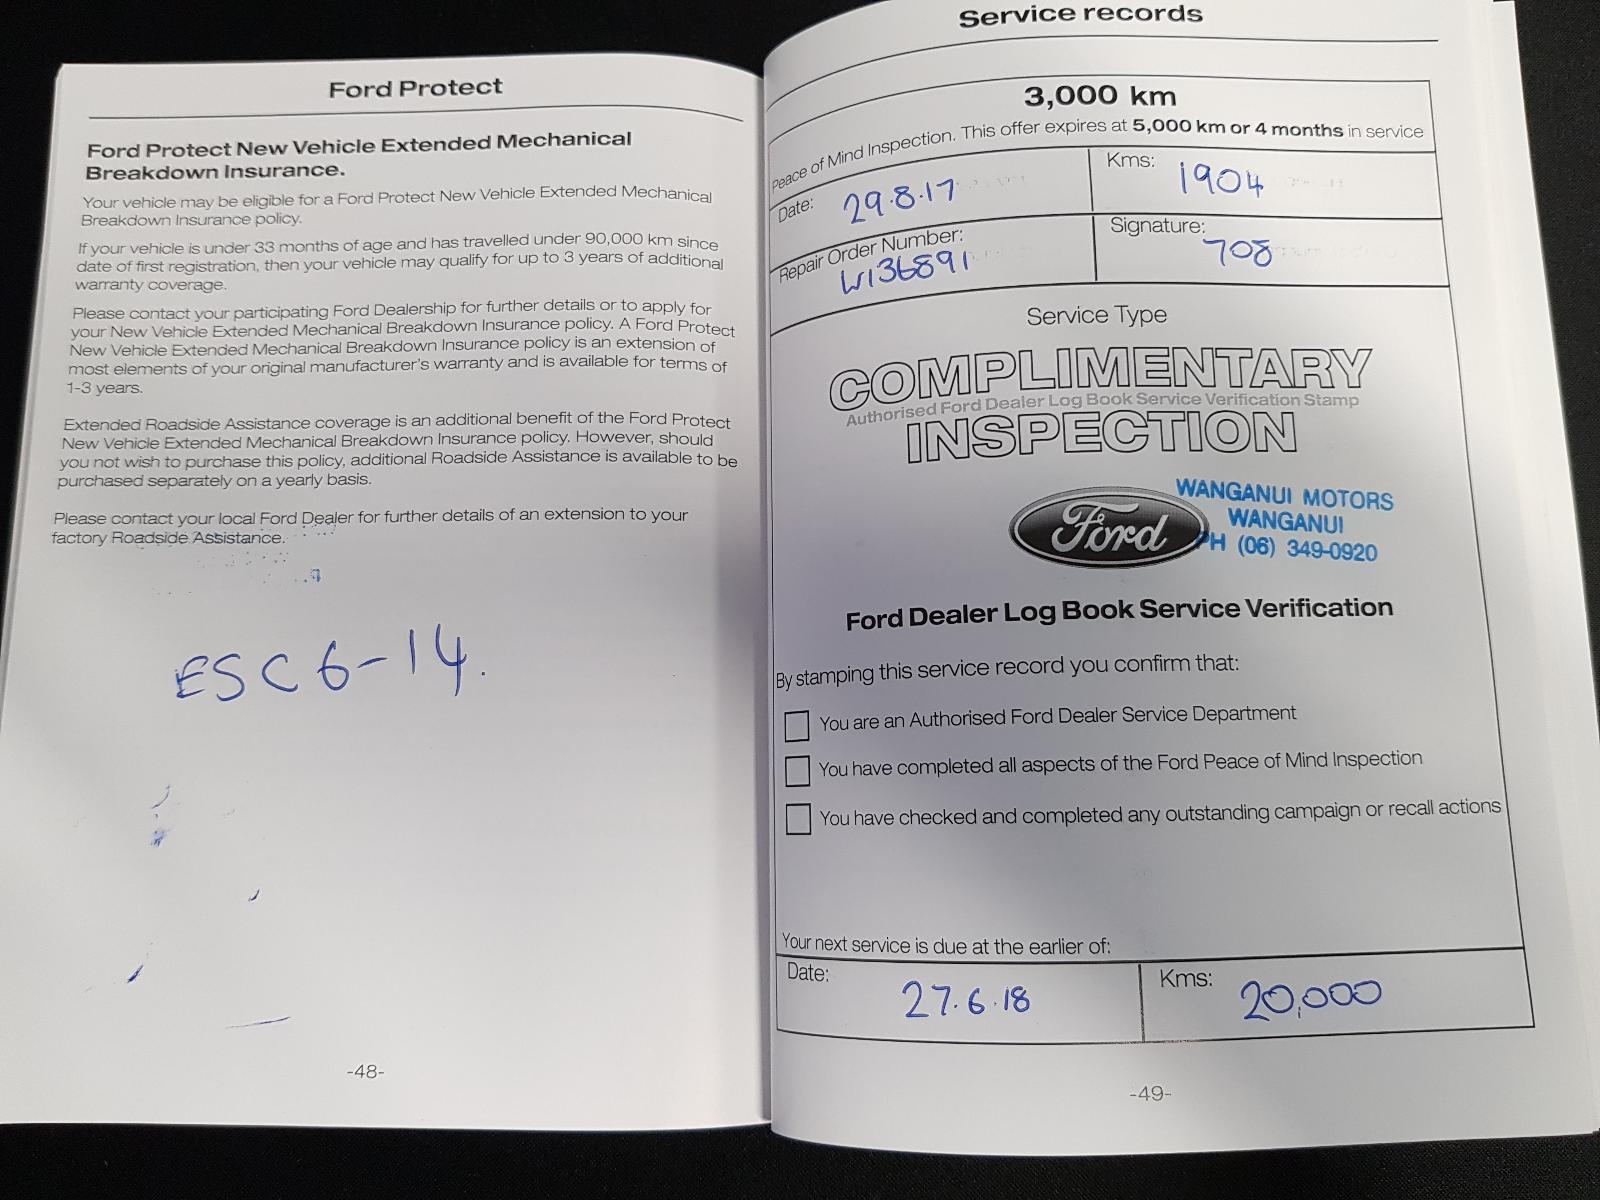 Ford Protect
Ford Protect New Vehicle Extended Mechanical
Breakdown Insurance.
Your vehicle may be eligible for a Ford Protect New Vehicle Extended Mechanical
Breakdown Insurance policy.
If your vehicle is under 33 months of age and has travelled under 90,000 km since
date of first registration, then your vehicle may qualify for up to 3 years of additional
warranty coverage.
Please contact your participating Ford Dealership for further details or to apply for
your New Vehicle Extended Mechanical Breakdown Insurance policy. A Ford Protect
New Vehicle Extended Mechanical Breakdown Insurance policy is an extension of
most elements of your original manufacturer's warranty and is available for terms of
1-3 years.
Extended Roadside Assistance coverage is an additional benefit of the Ford Protect
New Vehicle Extended Mechanical Breakdown Insurance policy. However, should
you not wish to purchase this policy, additional Roadside Assistance is available to be
purchased separately on a yearly basis.
Please contact your local Ford Dealer for further details of an extension to your
factory Roadside Assistance.
ESC 6-14.
-48-
Service records
3,000 km
Peace of Mind Inspection. This offer expires at 5,000 km or 4 months in service
Date: 29.8.17
Kms: 1904
Repair Order Number: W136891
Signature: 708
Service Type
COMPLIMENTARY
Authorised Ford Dealer Log Book Service Verification Stamp
INSPECTION
Ford
WANGANUI MOTORS
WANGANUI
PH (06) 349-0920
Ford Dealer Log Book Service Verification
By stamping this service record you confirm that:
You are an Authorised Ford Dealer Service Department
You have completed all aspects of the Ford Peace of Mind Inspection
You have checked and completed any outstanding campaign or recall actions
Your next service is due at the earlier of:
Date: 27.6.18
Kms: 20,000
-49-